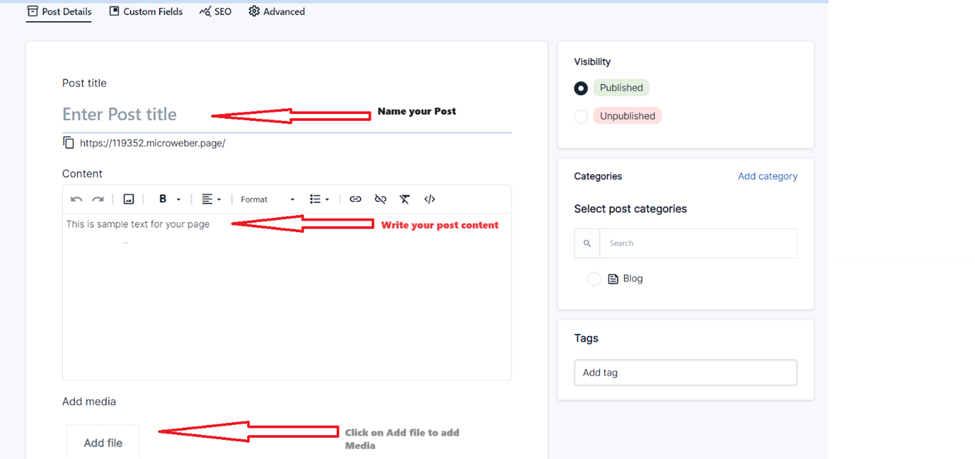 Post Details Custom Fields SEO Advanced
Post title
Enter Post title
Name your Post
https://119352.microweber.page/
Content
B Format
This is sample text for your page
Write your post content
Add media
Add file
Click on Add file to add
Media
Visibility
Published
Unpublished
Categories Add category
Select post categories
Search
Blog
Tags
Add tag